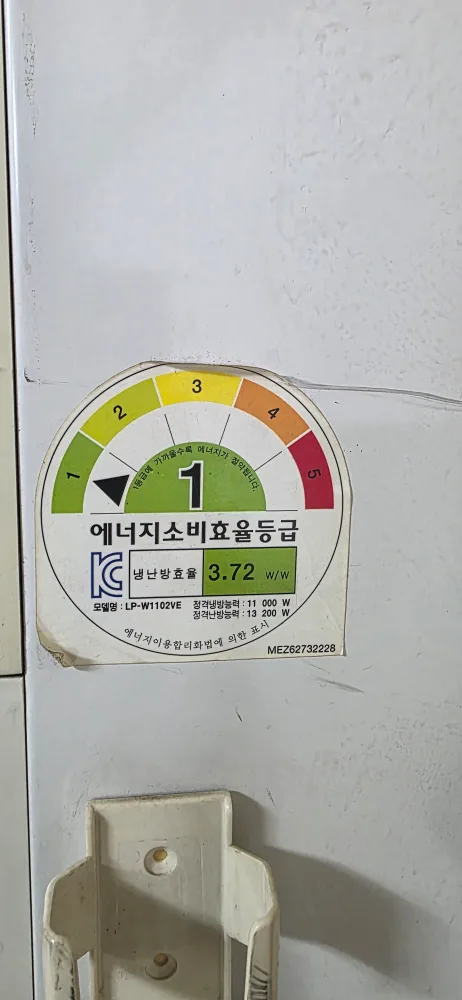 1 2 3 4 5
1등급에 가까울수록 에너지가 절약됩니다.
1
에너지소비효율등급
냉난방효율 3.72 W/W
모델명 : LP-W1102VE 정격냉방능력 : 11 000 W
정격난방능력 : 13 200 W
에너지이용합리화법에 의한 표시
MEZ62732228